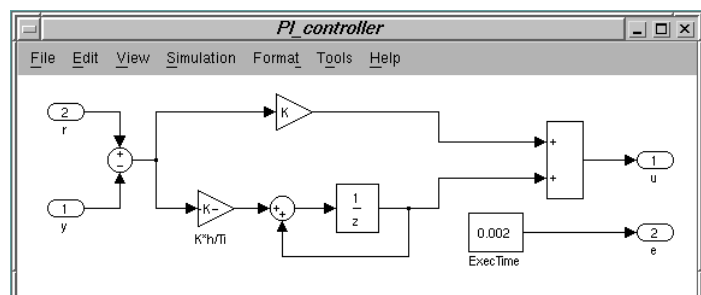 PI_controller
File Edit View Simulation Format Tools Help
2
r
K
+
-
+
1
u
1
y
-K-
K*h/Ti
+
+
1
z
+
0.002
ExecTime
2
e